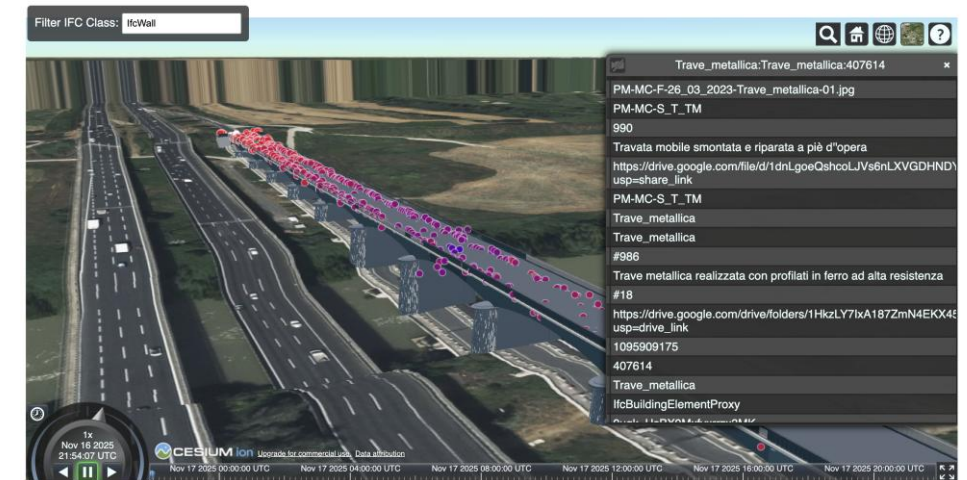 Filter IFC Class: IfcWall
Trave_metallica:Trave_metallica:407614 ×
PM-MC-F-26_03_2023-Trave_metallica-01.jpg
PM-MC-S_T_TM
990
Travata mobile smontata e riparata a piè d''opera
https://drive.google.com/file/d/1dnLgoeQshcoLJVs6nLXVGDHNDY
usp=share_link
PM-MC-S_T_TM
Trave_metallica
Trave_metallica
#986
Trave metallica realizzata con profilati in ferro ad alta resistenza
#18
https://drive.google.com/drive/folders/1HkzLY7IxA187ZmN4EKX45
usp=drive_link
1095909175
407614
Trave_metallica
IfcBuildingElementProxy
1x
Nov 16 2025
21:54:07 UTC
CESIUM ion Upgrade for commercial use. Data attribution
Nov 17 2025 00:00:00 UTC Nov 17 2025 04:00:00 UTC Nov 17 2025 08:00:00 UTC Nov 17 2025 12:00:00 UTC Nov 17 2025 16:00:00 UTC Nov 17 2025 20:00:00 UTC